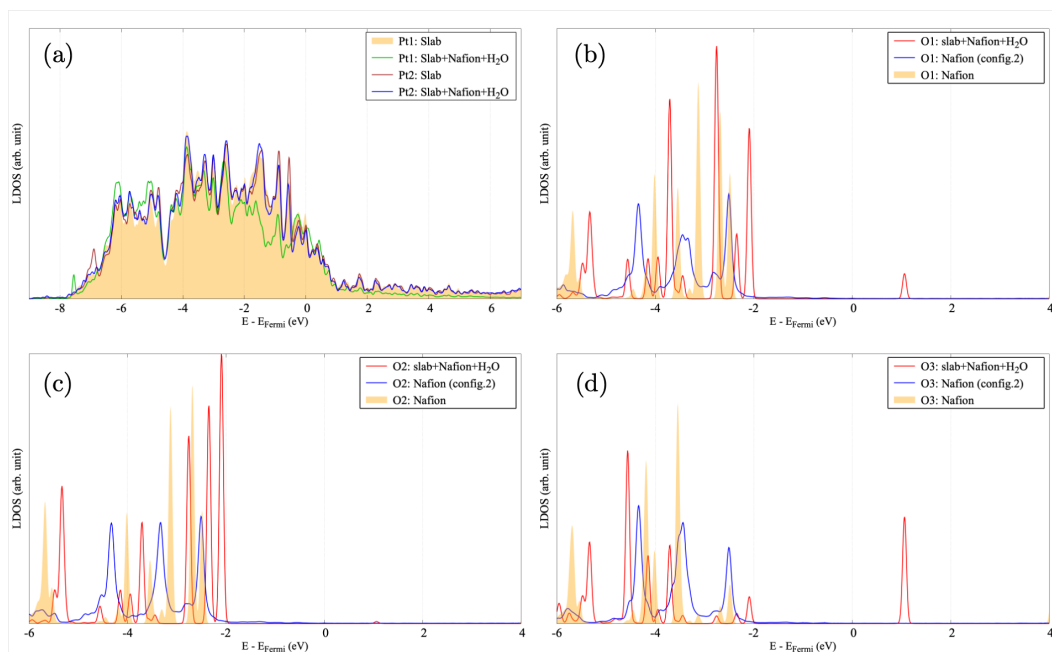 (a)
Pt1: Slab
Pt1: Slab+Nafion+H₂O
Pt2: Slab
Pt2: Slab+Nafion+H₂O
LDOS (arb. unit)
-8 -6 -4 -2 0 2 4 6
E - E_Fermi (eV)
(b)
O1: slab+Nafion+H₂O
O1: Nafion (config.2)
O1: Nafion
LDOS (arb. unit)
-6 -4 -2 0 2 4
E - E_Fermi (eV)
(c)
O2: slab+Nafion+H₂O
O2: Nafion (config.2)
O2: Nafion
LDOS (arb. unit)
-6 -4 -2 0 2 4
E - E_Fermi (eV)
(d)
O3: slab+Nafion+H₂O
O3: Nafion (config.2)
O3: Nafion
LDOS (arb. unit)
-6 -4 -2 0 2 4
E - E_Fermi (eV)